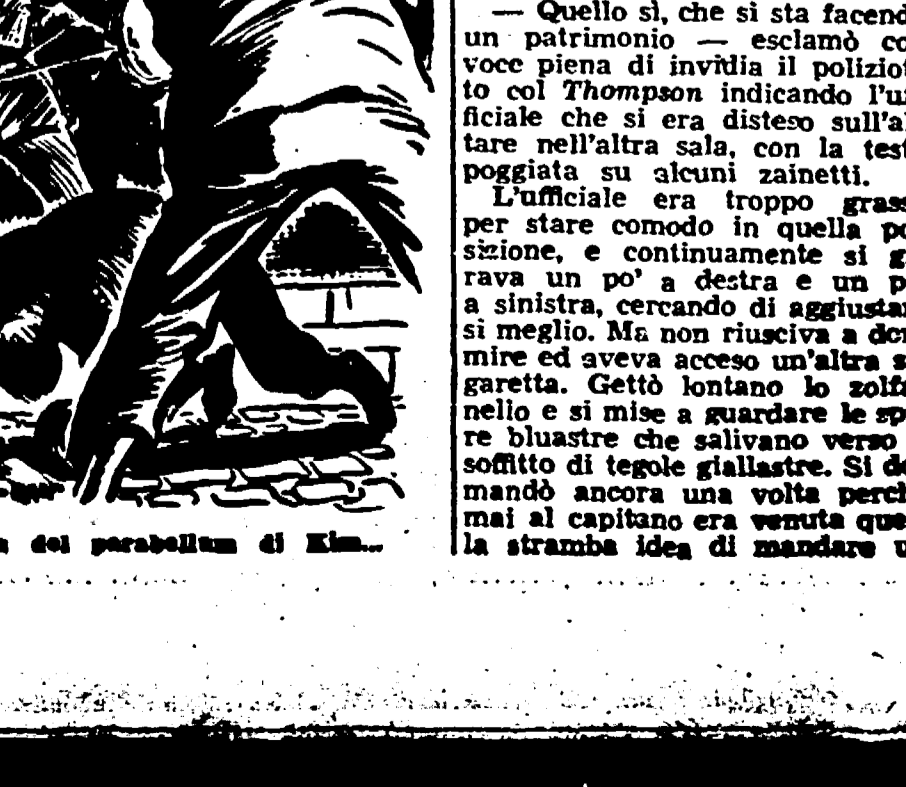 — Quello sì, che si sta facend
un patrimonio — esclamò co
voce piena di invidia il poliziot
to col Thompson indicando l'u
ficiale che si era disteso sull'al
tare nell'altra sala, con la test
poggiata su alcuni zainetti.
L'ufficiale era troppo grass
per stare comodo in quella po
sizione, e continuamente si g
rava un po' a destra e un p
a sinistra, cercando di aggiustar
si meglio. Ma non riusciva a dor
mire ed aveva acceso un'altra s
garetta. Gettò lontano lo zolfa
nello e si mise a guardare le sp
re bluastre che salivano verso
soffitto di tegole giallastre. Si do
mandò ancora una volta perch
mai al capitano era venuta que
la stramba idea di mandare u
a del parabellum di Kim...